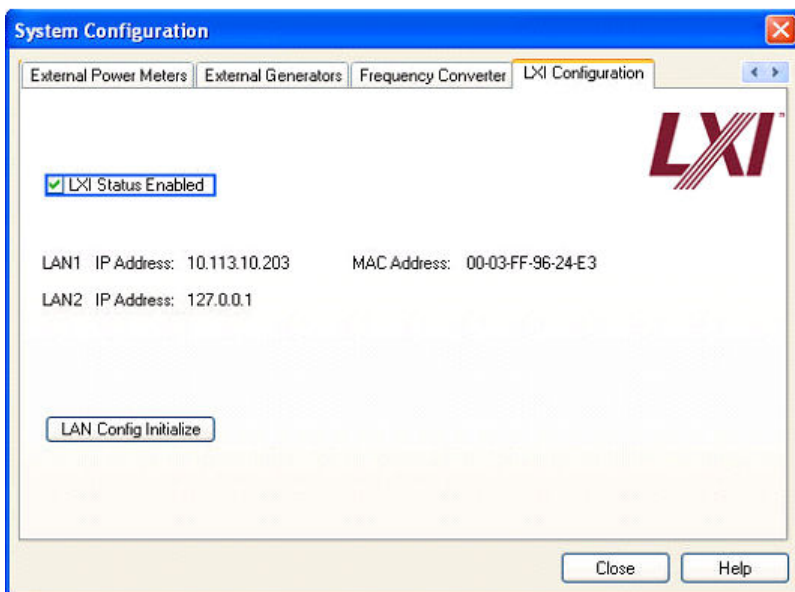 System Configuration
External Power Meters External Generators Frequency Converter LXI Configuration
LXI™
LXI Status Enabled
LAN1 IP Address: 10.113.10.203 MAC Address: 00-03-FF-96-24-E3
LAN2 IP Address: 127.0.0.1
LAN Config Initialize
Close Help